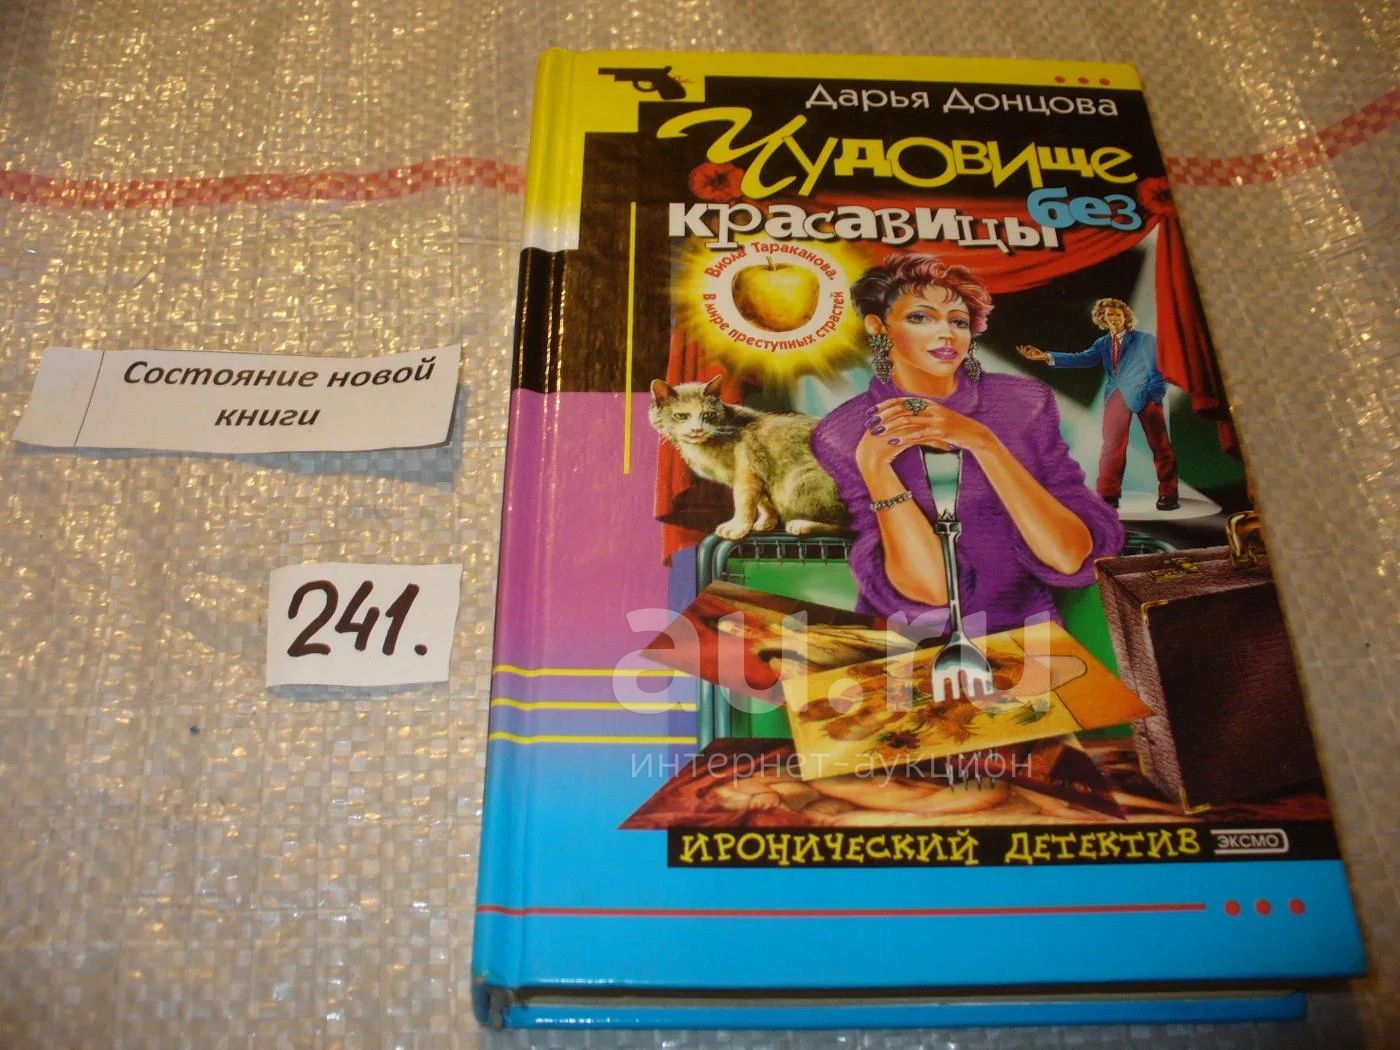 Дарья Донцова
Чудовище
без
красавицы
Виола Тараканова.
В мире преступных страстей
Состояние новой
книги
241.
au.ru
интернет-аукцион
ИРОНИЧЕСКИЙ ДЕТЕКТИВ
ЭКСМО